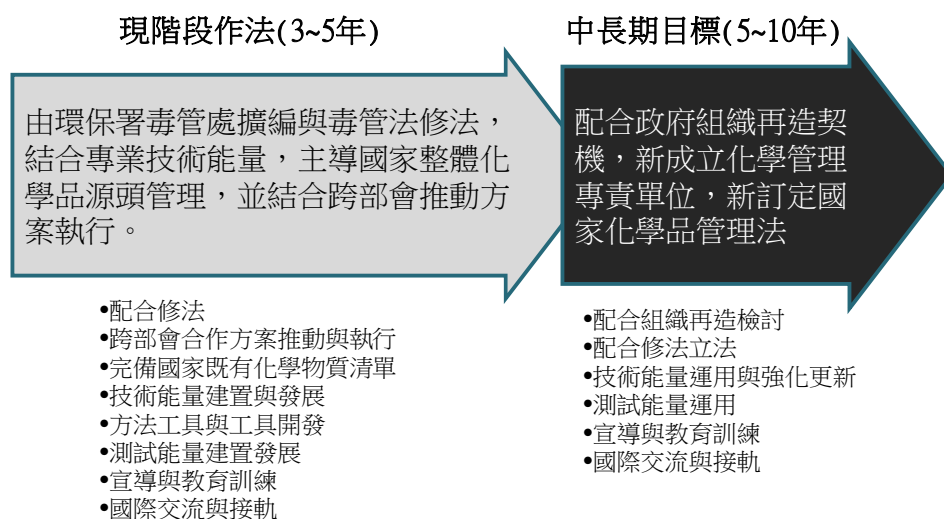 現階段作法(3~5年)
由環保署毒管處擴編與毒管法修法，
結合專業技術能量，主導國家整體化
學品源頭管理，並結合跨部會推動方
案執行。
•配合修法
•跨部會合作方案推動與執行
•完備國家既有化學物質清單
•技術能量建置與發展
•方法工具與工具開發
•測試能量建置發展
•宣導與教育訓練
•國際交流與接軌
中長期目標(5~10年)
配合政府組織再造契
機，新成立化學管理
專責單位，新訂定國
家化學品管理法
•配合組織再造檢討
•配合修法立法
•技術能量運用與強化更新
•測試能量運用
•宣導與教育訓練
•國際交流與接軌